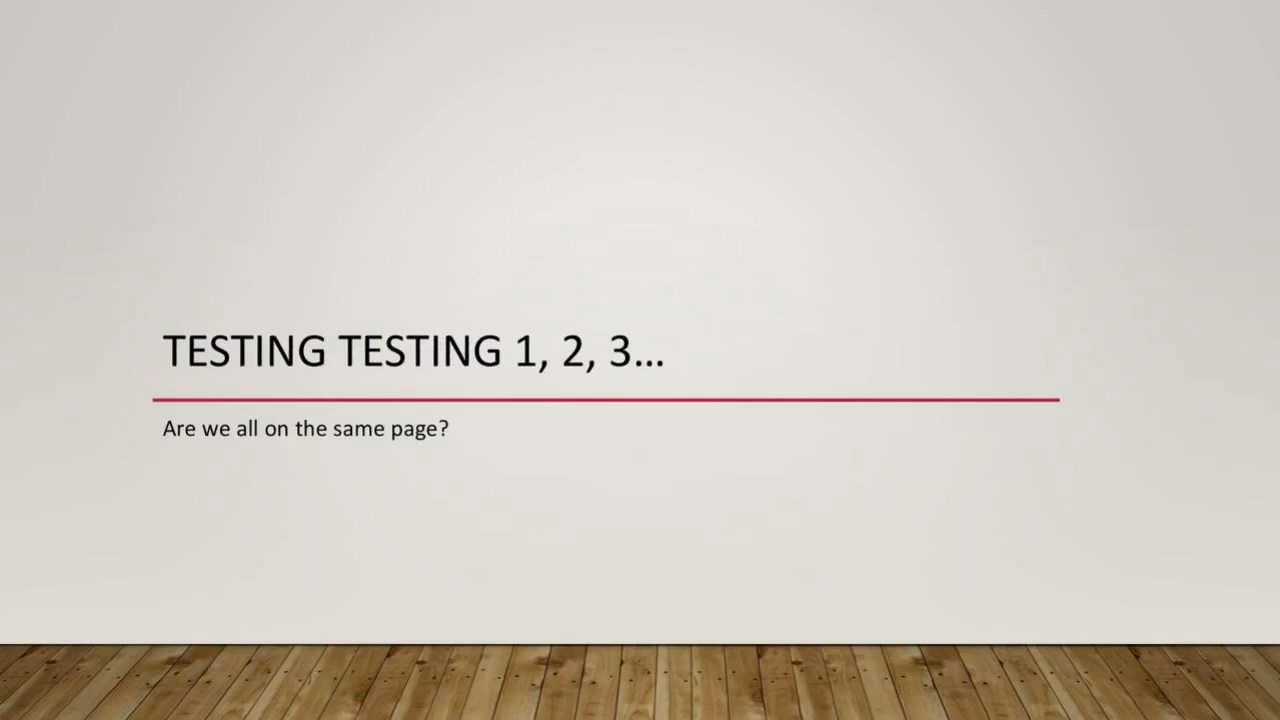 TESTING TESTING 1, 2, 3...
Are we all on the same page?